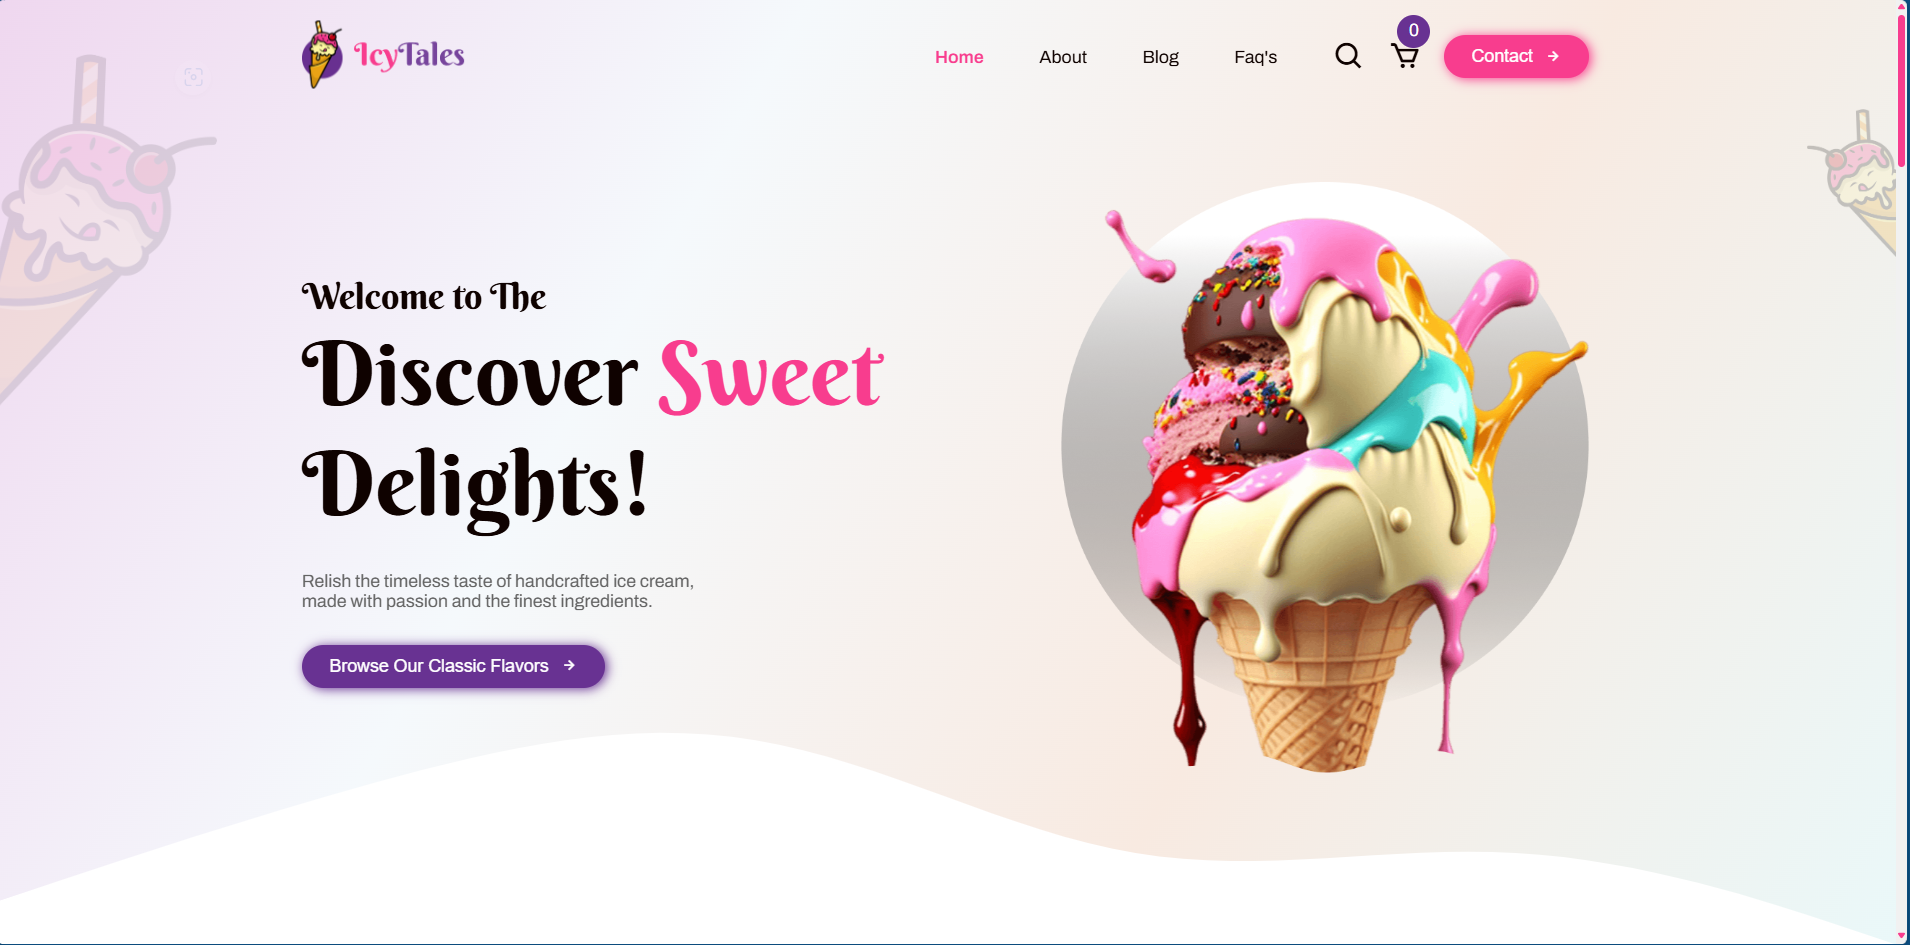 IcyTales
Home About Blog Faq's 0 Contact
Welcome to The
Discover Sweet
Delights!
Relish the timeless taste of handcrafted ice cream,
made with passion and the finest ingredients.
Browse Our Classic Flavors